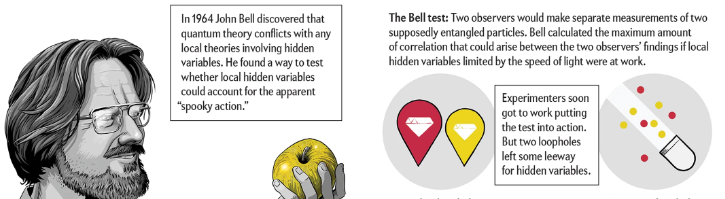 In 1964 John Bell discovered that
quantum theory conflicts with any
local theories involving hidden
variables. He found a way to test
whether local hidden variables
could account for the apparent
“spooky action.”
The Bell test: Two observers would make separate measurements of two
supposedly entangled particles. Bell calculated the maximum amount
of correlation that could arise between the two observers’ findings if local
hidden variables limited by the speed of light were at work.
Experimenters soon
got to work putting
the test into action.
But two loopholes
left some leeway
for hidden variables.